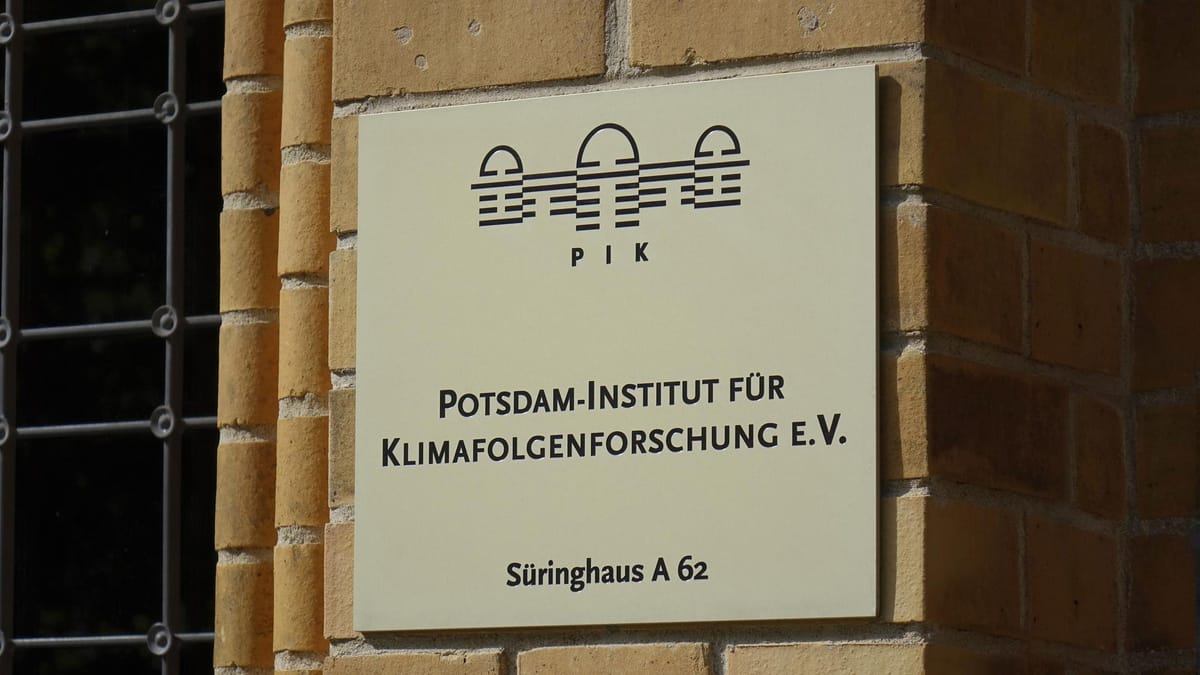 PIK
POTSDAM-INSTITUT FÜR
KLIMAFOLGENFORSCHUNG E.V.
Süringhaus A 62